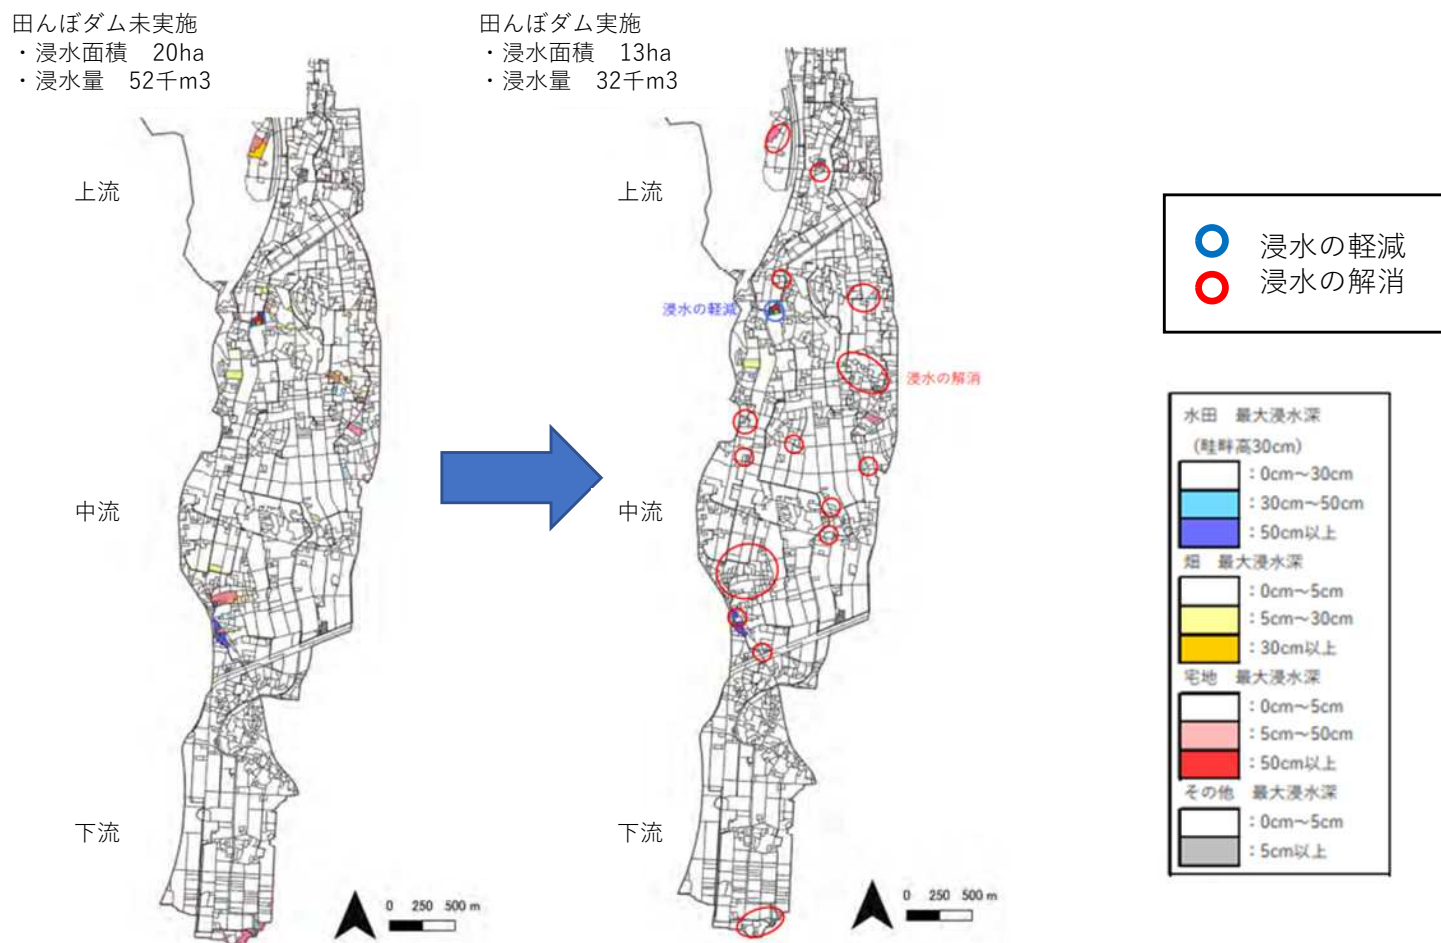 田んぼダム未実施
・浸水面積　20ha
・浸水量　52千m3
上流
中流
下流
0 250 500 m
田んぼダム実施
・浸水面積　13ha
・浸水量　32千m3
上流
浸水の軽減
浸水の解消
中流
下流
0 250 500 m
浸水の軽減
浸水の解消
水田　最大浸水深
(畦畔高30cm)
：0cm～30cm
：30cm～50cm
：50cm以上
畑　最大浸水深
：0cm～5cm
：5cm～30cm
：30cm以上
宅地　最大浸水深
：0cm～5cm
：5cm～50cm
：50cm以上
その他　最大浸水深
：0cm～5cm
：5cm以上